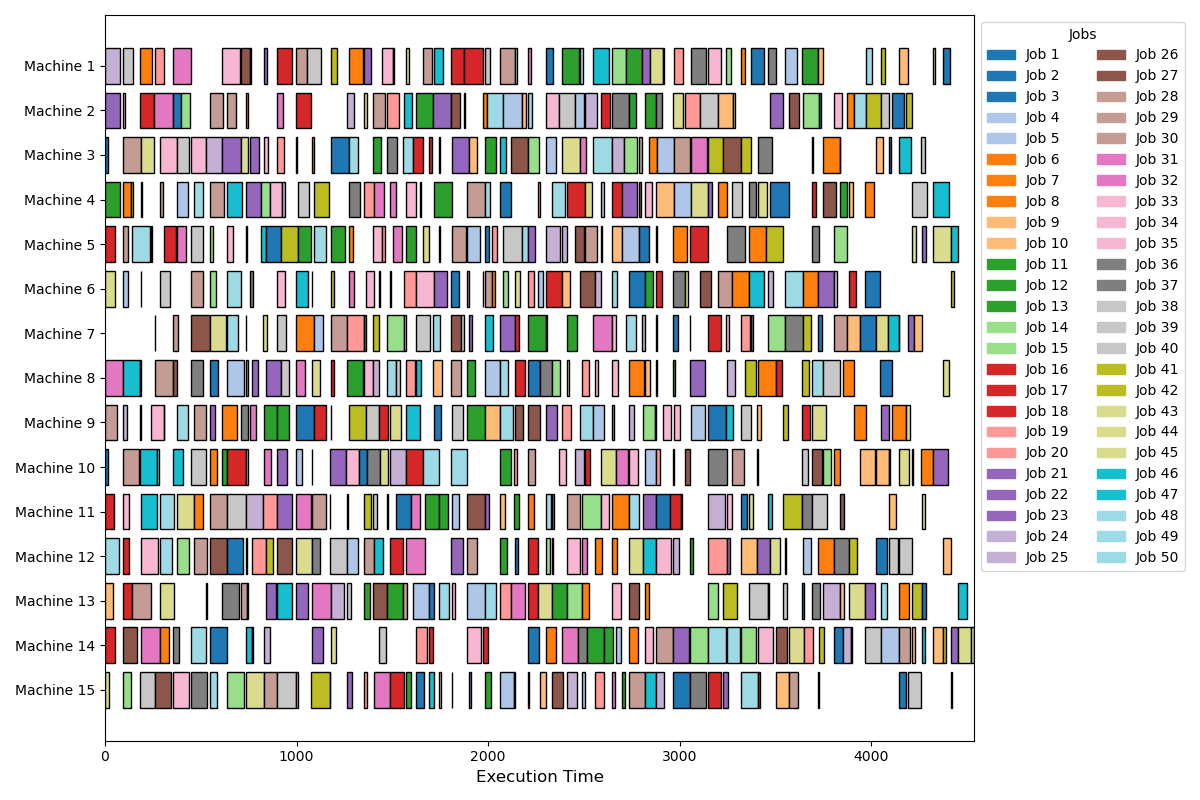 Machine 1
Machine 2
Machine 3
Machine 4
Machine 5
Machine 6
Machine 7
Machine 8
Machine 9
Machine 10
Machine 11
Machine 12
Machine 13
Machine 14
Machine 15
0 1000 2000 3000 4000
Execution Time
Jobs
Job 1 Job 26
Job 2 Job 27
Job 3 Job 28
Job 4 Job 29
Job 5 Job 30
Job 6 Job 31
Job 7 Job 32
Job 8 Job 33
Job 9 Job 34
Job 10 Job 35
Job 11 Job 36
Job 12 Job 37
Job 13 Job 38
Job 14 Job 39
Job 15 Job 40
Job 16 Job 41
Job 17 Job 42
Job 18 Job 43
Job 19 Job 44
Job 20 Job 45
Job 21 Job 46
Job 22 Job 47
Job 23 Job 48
Job 24 Job 49
Job 25 Job 50